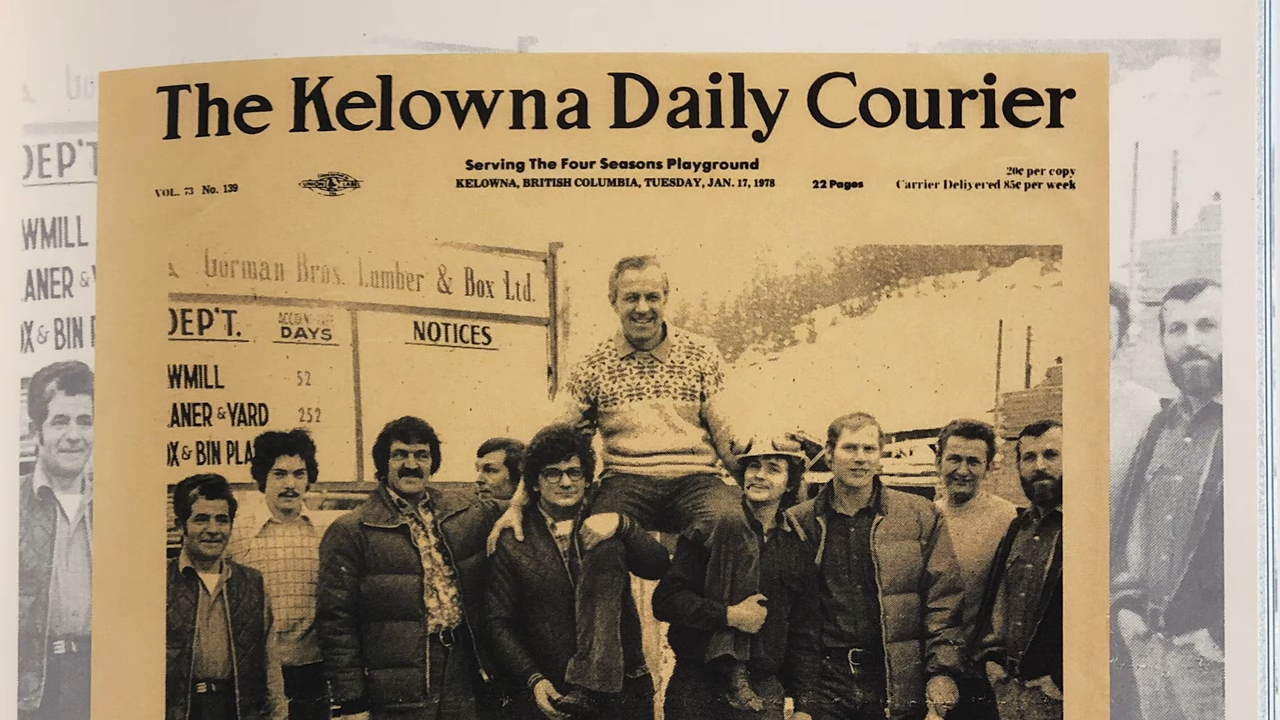 The Kelowna Daily Courier
Serving The Four Seasons Playground
VOL. 73 No. 139
KELOWNA, BRITISH COLUMBIA, TUESDAY, JAN. 17, 1978
22 Pages
20¢ per copy
Carrier Delivered 85¢ per week
& Gorman Bros. Lumber & Box Ltd.
DEP'T.
DAYS
NOTICES
WMILL 52
ANER & YARD 252
X & BIN PLA
DEP'T
WMILL
ANER &
X & BIN